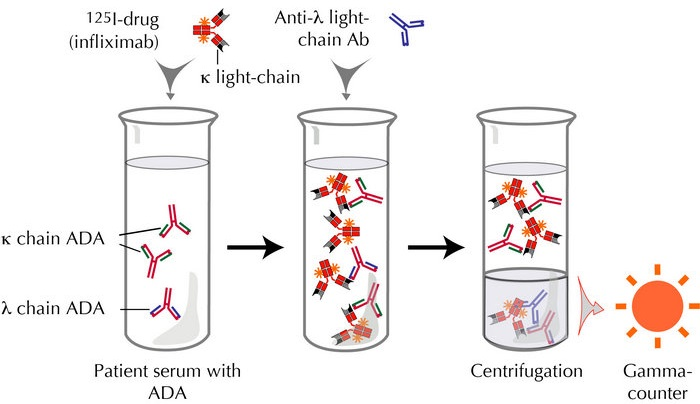 ¹²⁵I-drug
(infliximab)
Anti-λ light-
chain Ab
κ light-chain
κ chain ADA
λ chain ADA
Patient serum with
ADA
Centrifugation
Gamma-
counter